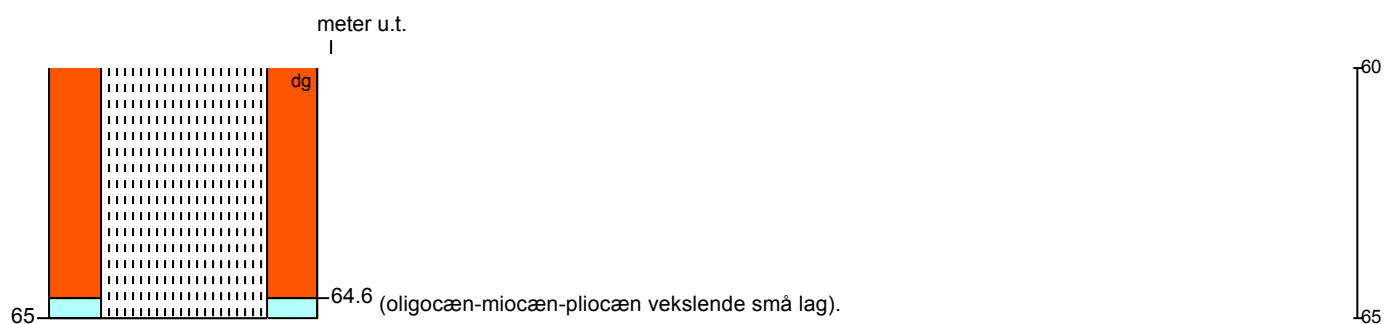 meter u.t.
dg
60
64.6 (oligocæn-miocæn-pliocæn vekslende små lag).
65
65